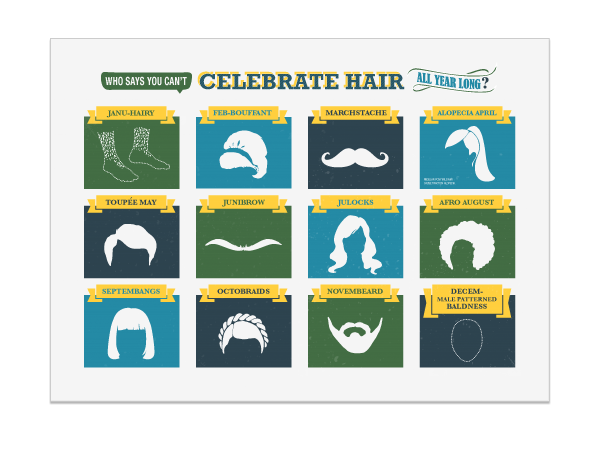 WHO SAYS YOU CAN'T CELEBRATE HAIR ALL YEAR LONG?
JANU-HAIRY
FEB-BOUFFANT
MARCHSTACHE
ALOPECIA APRIL
TOUPÉE MAY
JUNIBROW
JULOCKS
AFRO AUGUST
SEPTEMBANGS
OCTOBRAIDS
NOVEMBEARD
DECEM-
MALE PATTERNED
BALDNESS